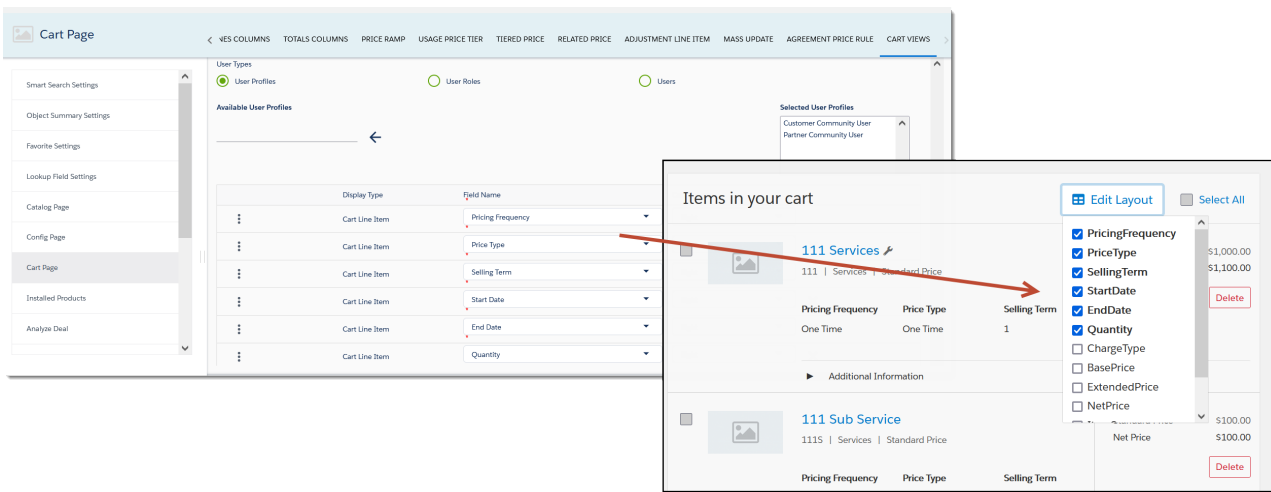 Cart Page
NES COLUMNS TOTALS COLUMNS PRICE RAMP USAGE PRICE TIER TIERED PRICE RELATED PRICE ADJUSTMENT LINE ITEM MASS UPDATE AGREEMENT PRICE RULE CART VIEWS
Smart Search Settings
Object Summary Settings
Favorite Settings
Lookup Field Settings
Catalog Page
Config Page
Cart Page
Installed Products
Analyze Deal
User Types
User Profiles User Roles Users
Available User Profiles Selected User Profiles
Customer Community User
Partner Community User
Display Type Field Name
*
Cart Line Item Pricing Frequency
*
Cart Line Item Price Type
*
Cart Line Item Selling Term
*
Cart Line Item Start Date
*
Cart Line Item End Date
*
Cart Line Item Quantity
Items in your cart Edit Layout Select All
PricingFrequency
PriceType
SellingTerm
StartDate
EndDate
Quantity
ChargeType
BasePrice
ExtendedPrice
NetPrice
111 Services
111 | Services | Standard Price
$1,000.00
$1,100.00
Delete
Pricing Frequency Price Type Selling Term
One Time One Time 1
Additional Information
111 Sub Service
111S | Services | Standard Price
$100.00
Net Price $100.00
Delete
Pricing Frequency Price Type Selling Term